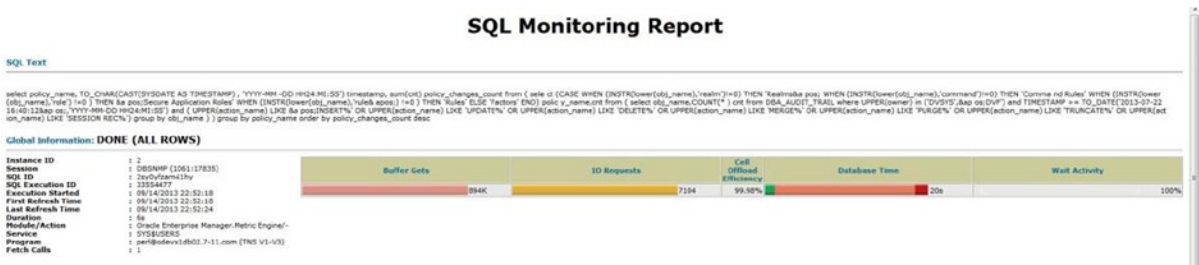 SQL Monitoring Report
SQL Text
select policy_name, TO_CHAR(CAST(SYSDATE AS TIMESTAMP) , 'YYYY-MM -DD HH24:MI:SS') timestamp, sum(cnt) policy_changes_count from ( sele ct (CASE WHEN (INSTR(lower(obj_name),'realm')!=0) THEN 'Realms&a pos; WHEN (INSTR(lower(obj_name),'command')!=0) THEN 'Comma nd Rules' WHEN (INSTR(lower
(obj_name),'role') !=0 ) THEN &a pos;Secure Application Roles' WHEN (INSTR(lower(obj_name),'rule& apos;) !=0 ) THEN 'Rules' ELSE 'Factors' END) polic y_name,cnt from ( select obj_name,COUNT(* ) cnt from DBA_AUDIT_TRAIL where UPPER(owner) in ('DVSYS',&ap os;DVF') and TIMESTAMP >= TO_DATE('2013-07-22
16:40:12&ap os;,'YYYY-MM-DD HH24:MI:SS') and ( UPPER(action_name) LIKE &a pos;INSERT%' OR UPPER(action_name) LIKE 'UPDATE%' OR UPPER(action_name) LIKE 'DELETE%' OR UPPER(action_name) LIKE 'MERGE%' OR UPPER(action_name) LIKE 'PURGE%' OR UPPER(action_name) LIKE 'TRUNCATE%' OR UPPER(act
ion_name) LIKE 'SESSION REC%') group by obj_name ) ) group by policy_name order by policy_changes_count desc
Global Information: DONE (ALL ROWS)
Instance ID : 2
Session : DBSNMP (1061:17835)
SQL ID : 2sy0yfzam41hy
SQL Execution ID : 33554477
Execution Started : 09/14/2013 22:52:18
First Refresh Time : 09/14/2013 22:52:18
Last Refresh Time : 09/14/2013 22:52:24
Duration : 6s
Module/Action : Oracle Enterprise Manager.Metric Engine/-
Service : SYS$USERS
Program : perl@odevx1db02.7-11.com (TNS V1-V3)
Fetch Calls : 1
Buffer Gets IO Requests Cell Offload Efficiency Database Time Wait Activity
894K 7104 99.98% 20s 100%